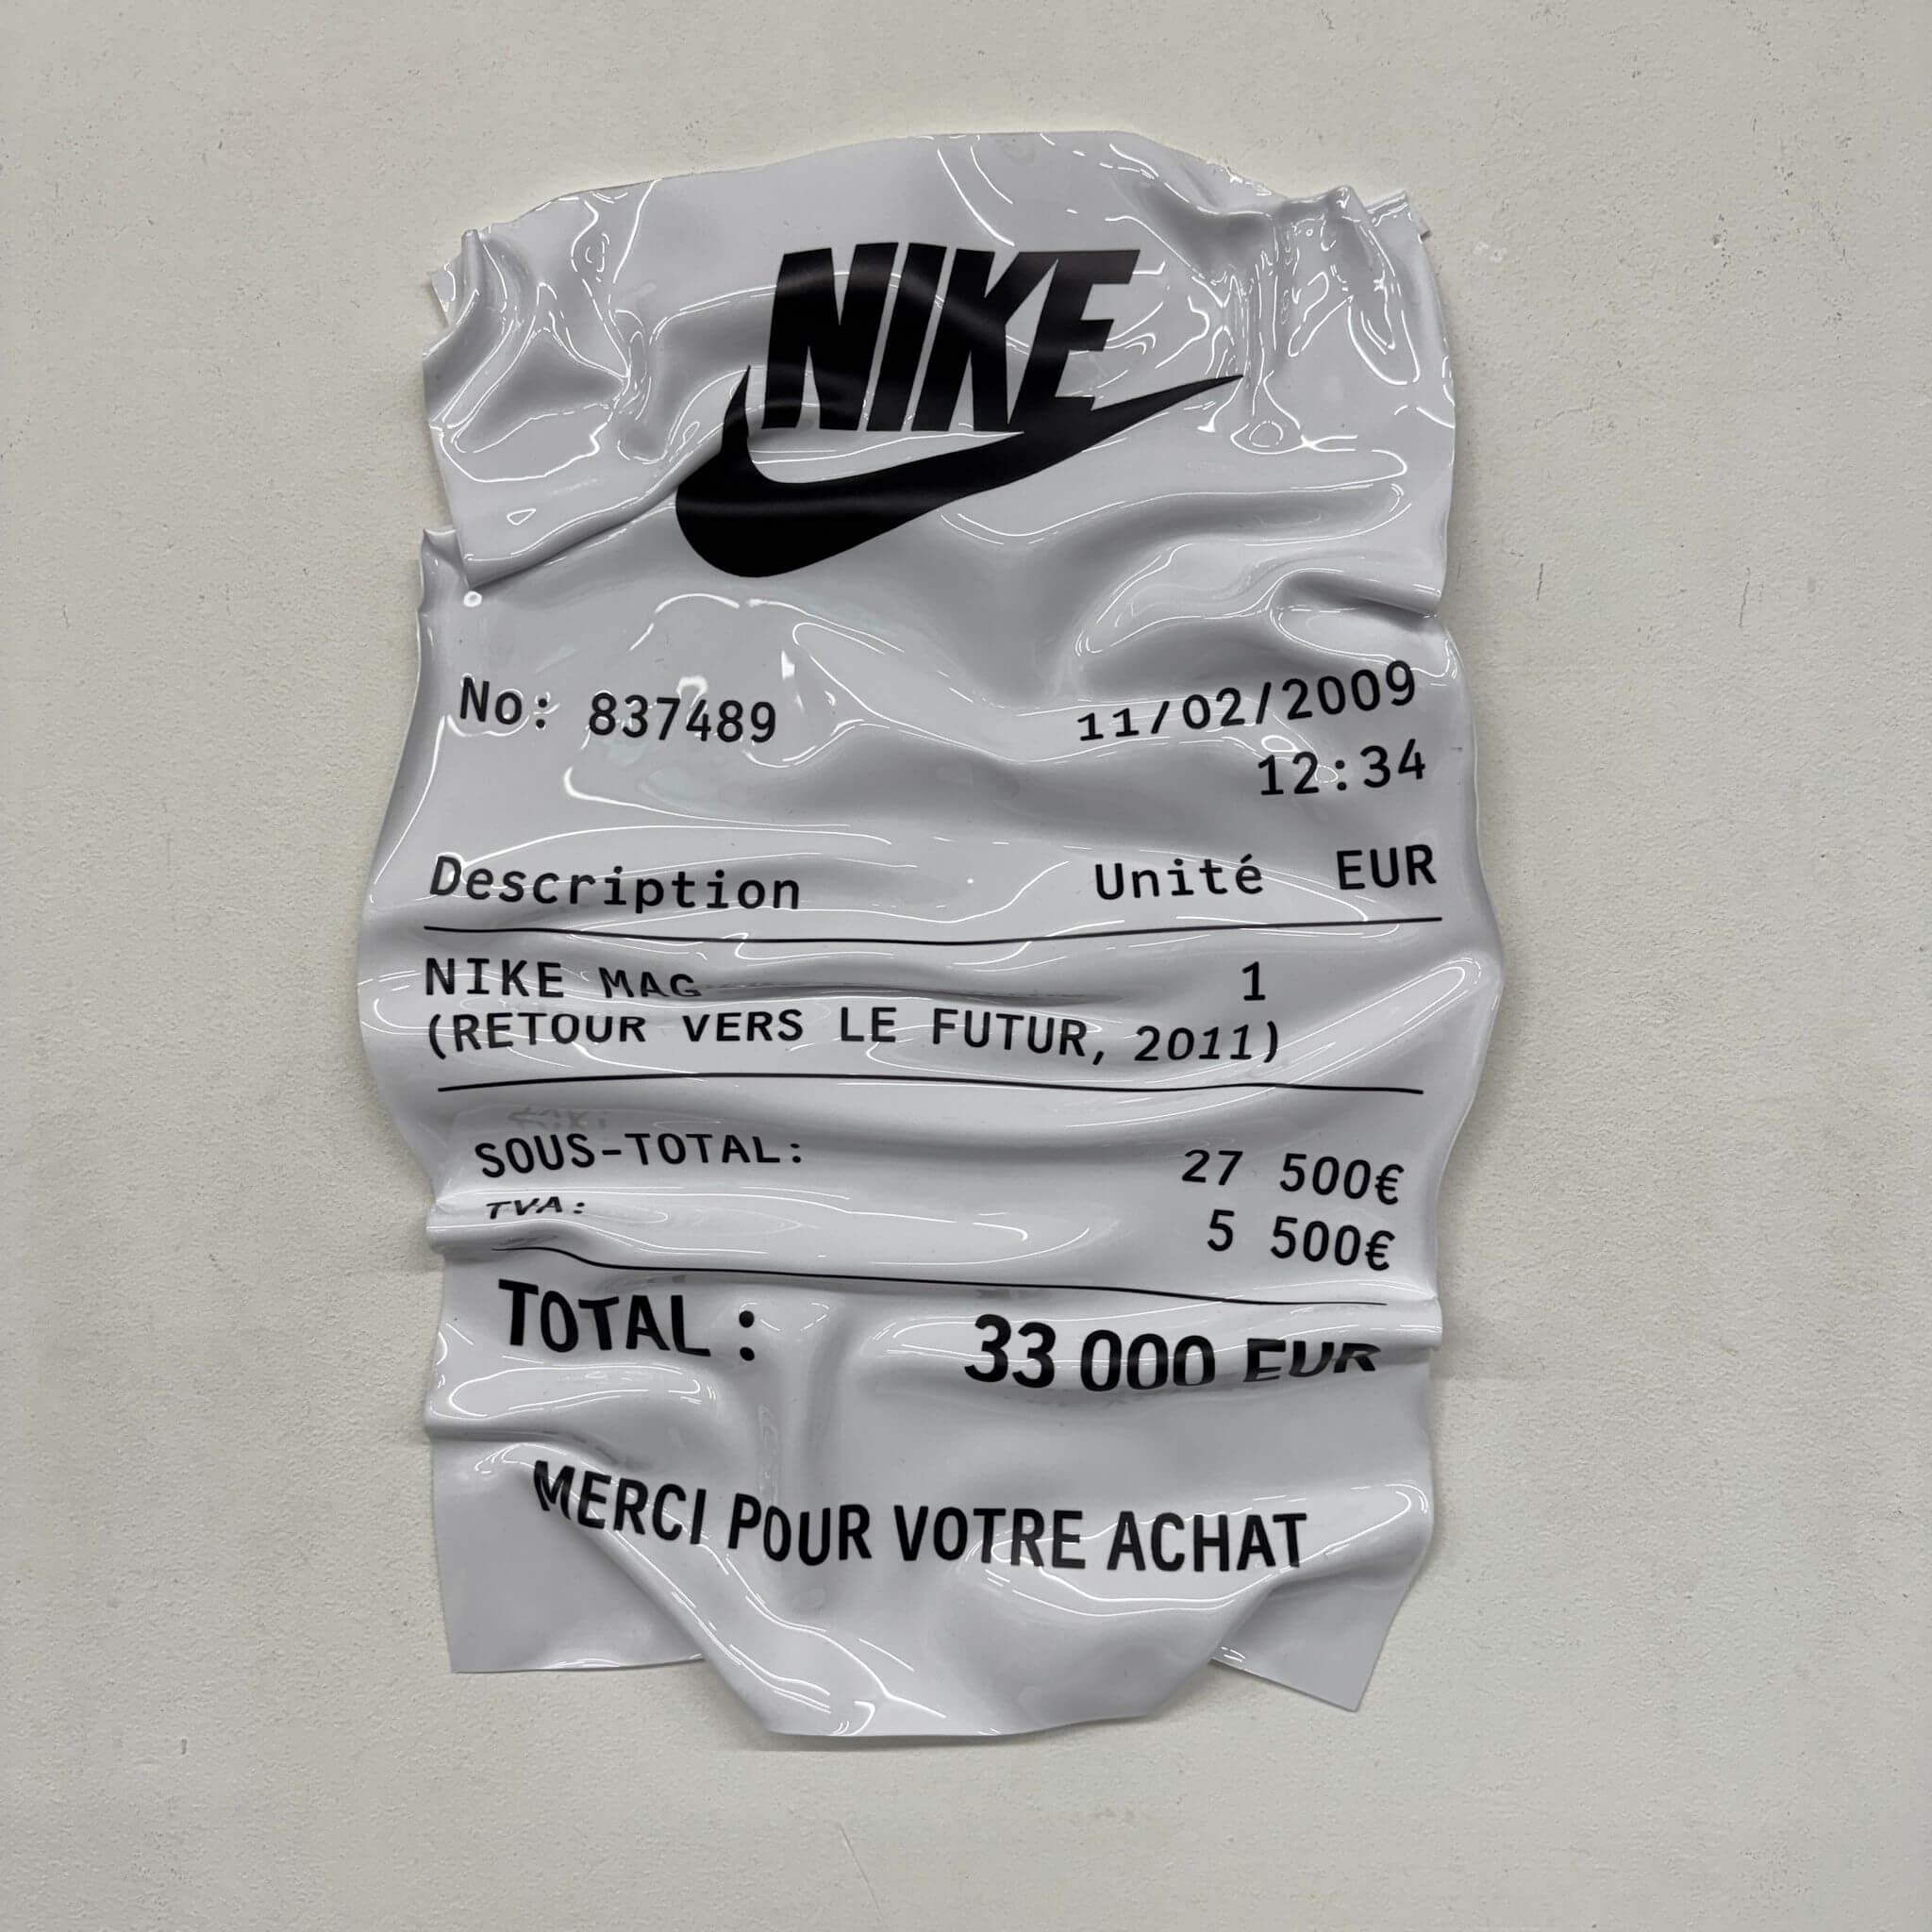 NIKE
No: 837489 11/02/2009
12:34
Description Unité EUR
NIKE MAG 1
(RETOUR VERS LE FUTUR, 2011)
SOUS-TOTAL: 27 500€
TVA: 5 500€
TOTAL : 33 000 EUR
MERCI POUR VOTRE ACHAT